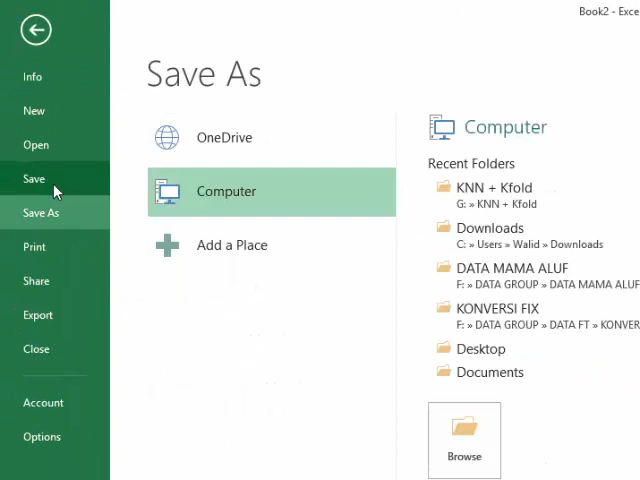 Book2 - Exce
Info
New
Open
Save
Save As
Print
Share
Export
Close
Account
Options
Save As
OneDrive
Computer
Add a Place
Computer
Recent Folders
KNN + Kfold
G: » KNN + Kfold
Downloads
C: » Users » Walid » Downloads
DATA MAMA ALUF
F: » DATA GROUP » DATA MAMA ALUF
KONVERSI FIX
F: » DATA GROUP » DATA FT » KONVER
Desktop
Documents
Browse